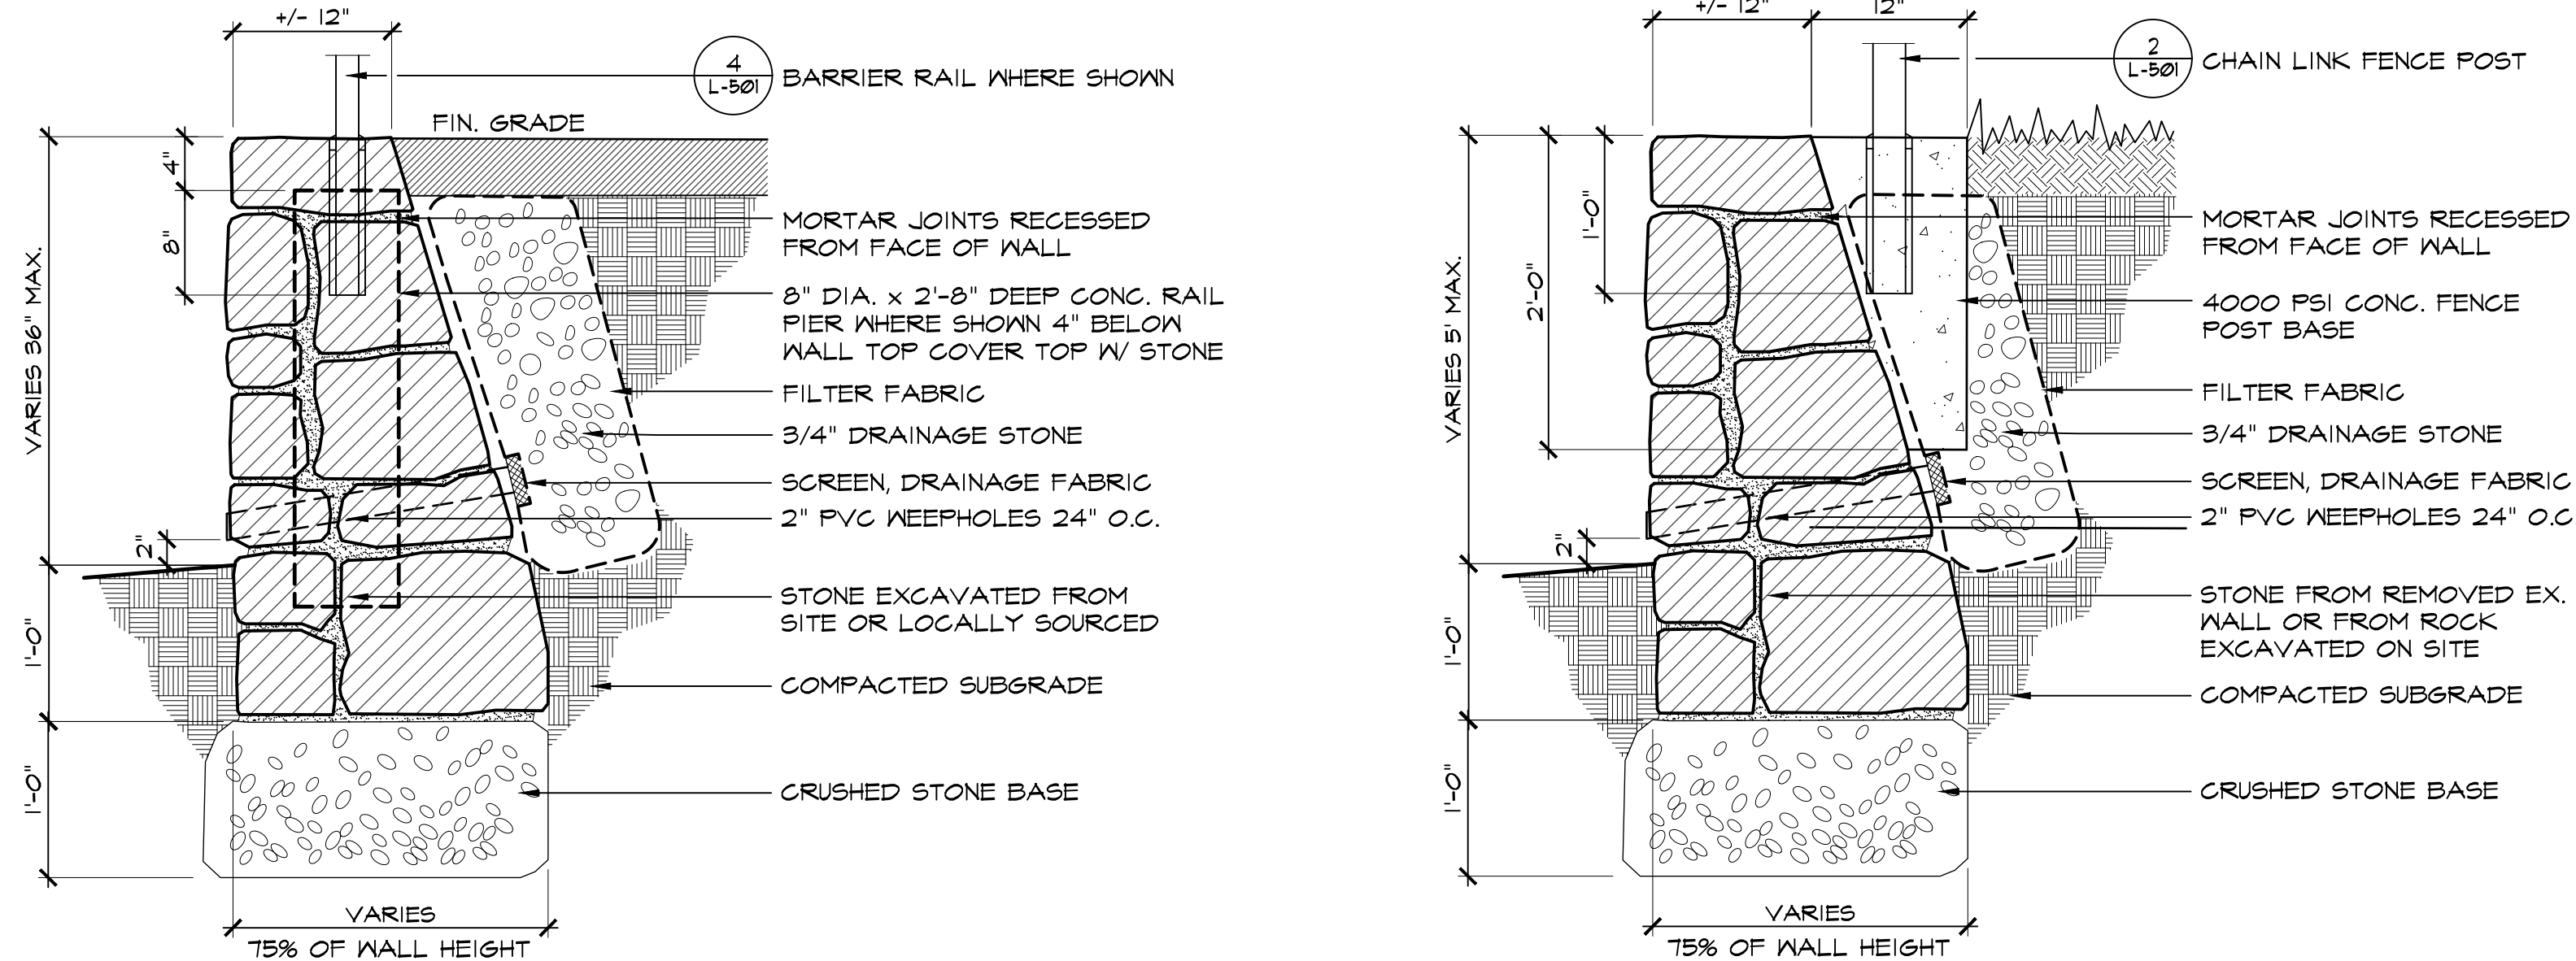 +/- 12"
4
L-501
BARRIER RAIL WHERE SHOWN
FIN. GRADE
4"
8"
VARIES 36" MAX.
2"
1'-0"
1'-0"
MORTAR JOINTS RECESSED
FROM FACE OF WALL
8" DIA. x 2'-8" DEEP CONC. RAIL
PIER WHERE SHOWN 4" BELOW
WALL TOP COVER TOP W/ STONE
FILTER FABRIC
3/4" DRAINAGE STONE
SCREEN, DRAINAGE FABRIC
2" PVC WEEPHOLES 24" O.C.
STONE EXCAVATED FROM
SITE OR LOCALLY SOURCED
COMPACTED SUBGRADE
CRUSHED STONE BASE
VARIES
75% OF WALL HEIGHT
+/- 12"
12"
2
L-501
CHAIN LINK FENCE POST
1'-0"
2'-0"
VARIES 5' MAX.
2"
1'-0"
1'-0"
MORTAR JOINTS RECESSED
FROM FACE OF WALL
4000 PSI CONC. FENCE
POST BASE
FILTER FABRIC
3/4" DRAINAGE STONE
SCREEN, DRAINAGE FABRIC
2" PVC WEEPHOLES 24" O.C
STONE FROM REMOVED EX.
WALL OR FROM ROCK
EXCAVATED ON SITE
COMPACTED SUBGRADE
CRUSHED STONE BASE
VARIES
75% OF WALL HEIGHT